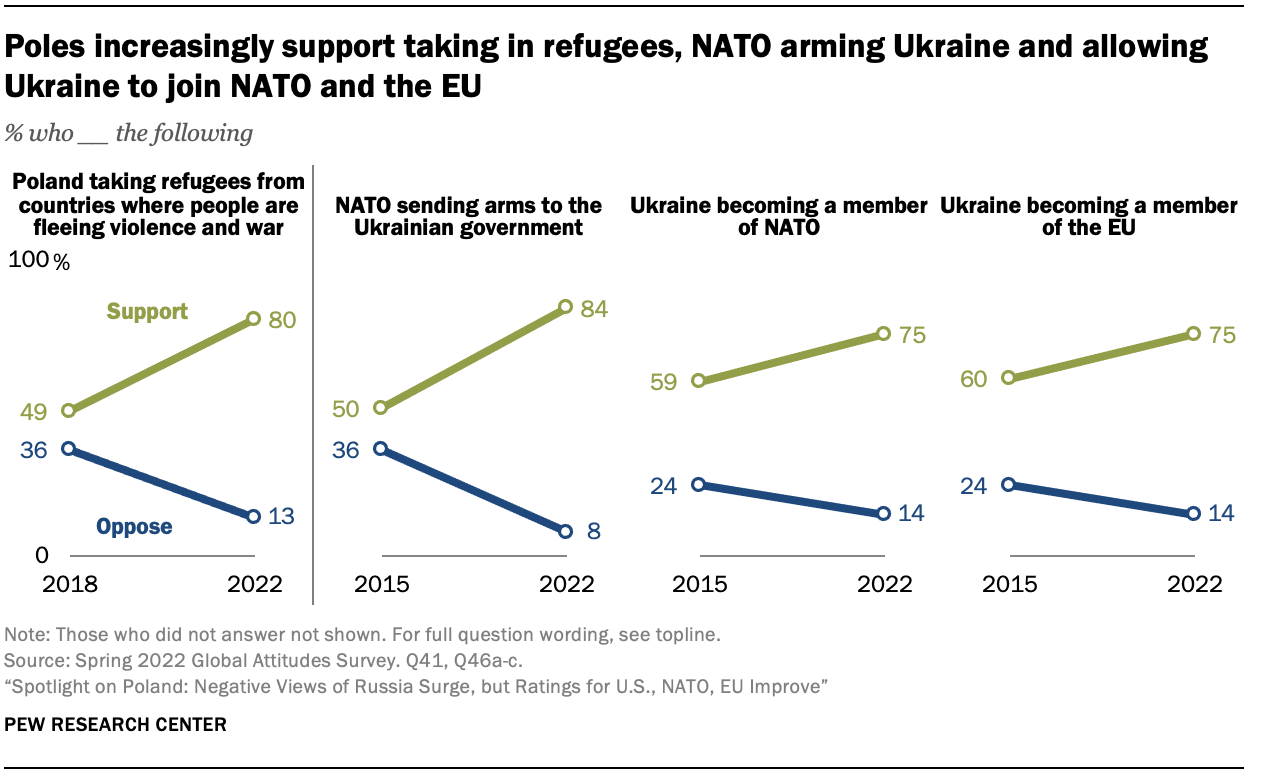 Poles increasingly support taking in refugees, NATO arming Ukraine and allowing
Ukraine to join NATO and the EU
% who __ the following
Poland taking refugees from
countries where people are
fleeing violence and war
100 %
Support
80
49
36
Oppose
13
0
2018 2022
NATO sending arms to the
Ukrainian government
84
50
36
8
2015 2022
Ukraine becoming a member
of NATO
75
59
24
14
2015 2022
Ukraine becoming a member
of the EU
75
60
24
14
2015 2022
Note: Those who did not answer not shown. For full question wording, see topline.
Source: Spring 2022 Global Attitudes Survey. Q41, Q46a-c.
“Spotlight on Poland: Negative Views of Russia Surge, but Ratings for U.S., NATO, EU Improve”
PEW RESEARCH CENTER